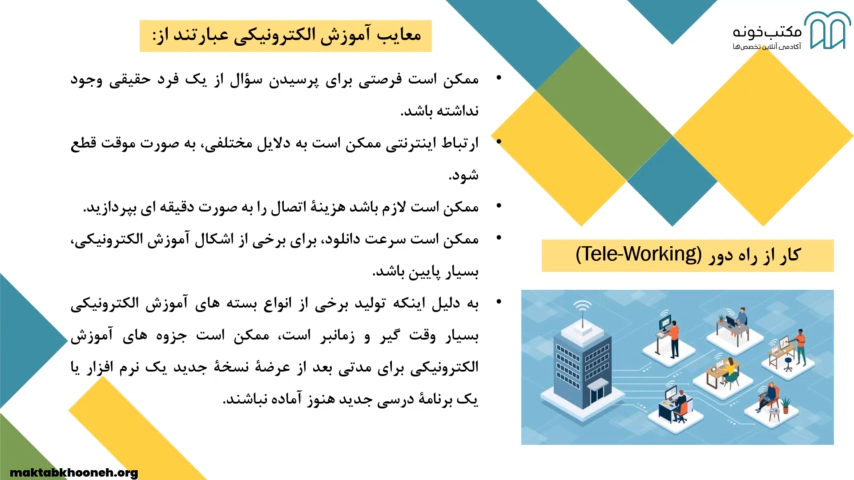 مکتب‌خونه
آکادمی آنلاین تخصص‌ها
معایب آموزش الکترونیکی عبارتند از:
• ممکن است فرصتی برای پرسیدن سؤال از یک فرد حقیقی وجود
نداشته باشد.
• ارتباط اینترنتی ممکن است به دلایل مختلفی، به صورت موقت قطع
شود.
• ممکن است لازم باشد هزینۀ اتصال را به صورت دقیقه ای بپردازید.
• ممکن است سرعت دانلود، برای برخی از اشکال آموزش الکترونیکی،
بسیار پایین باشد.
• به دلیل اینکه تولید برخی از انواع بسته های آموزش الکترونیکی
بسیار وقت گیر و زمانبر است، ممکن است جزوه های آموزش
الکترونیکی برای مدتی بعد از عرضۀ نسخۀ جدید یک نرم افزار یا
یک برنامۀ درسی جدید هنوز آماده نباشند.
کار از راه دور (Tele-Working)
maktabkhooneh.org